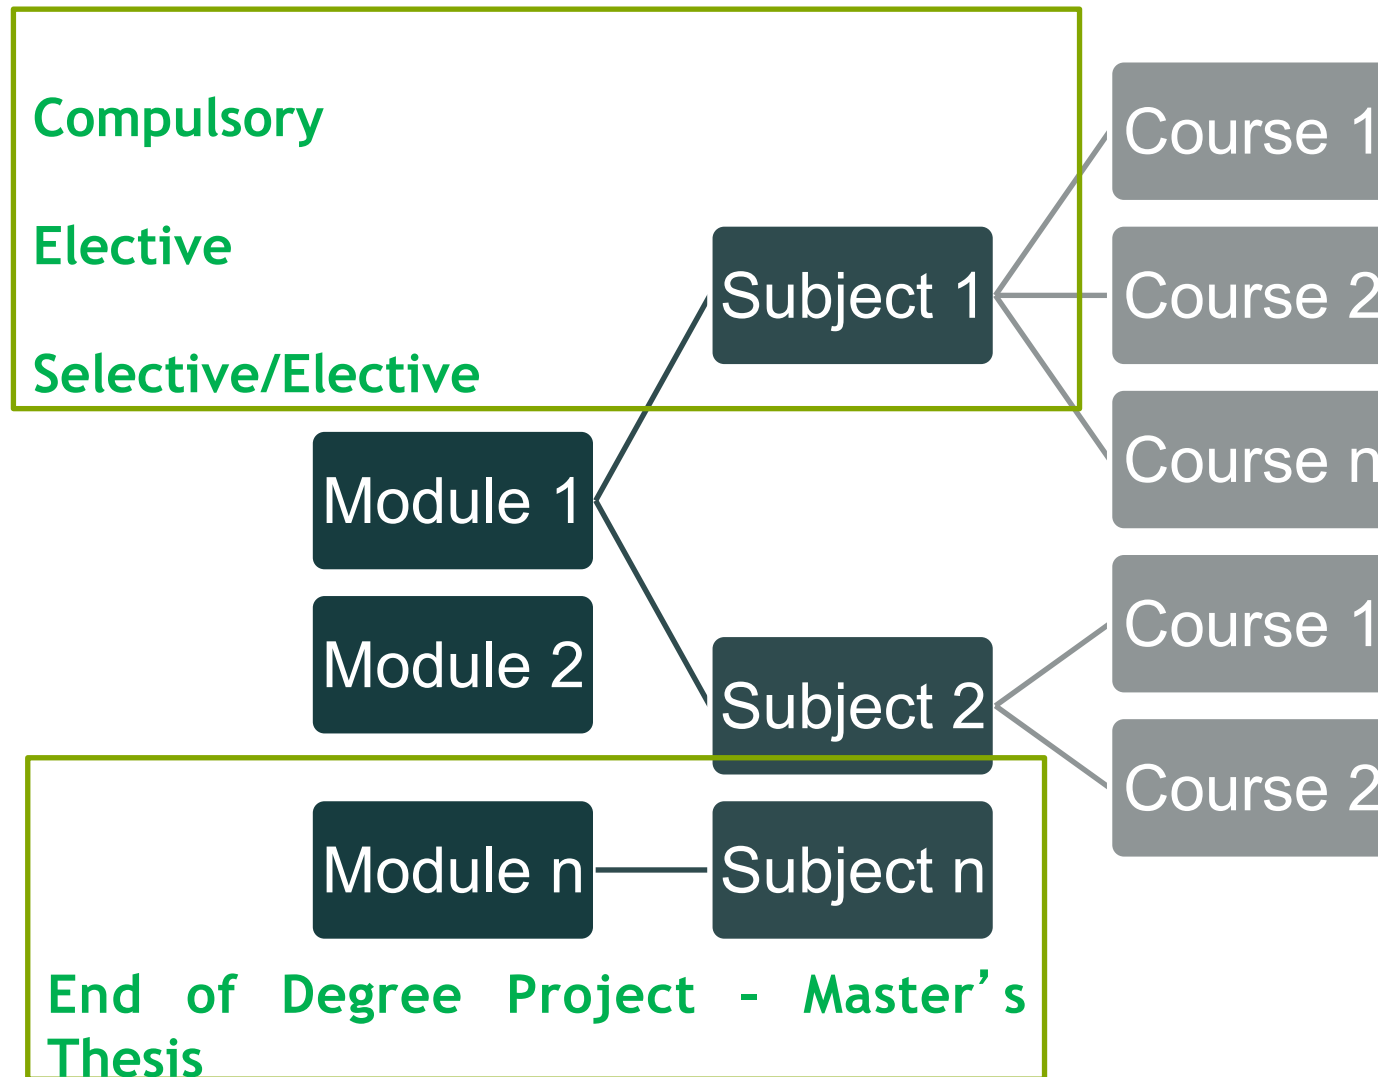 Compulsory
Elective
Selective/Elective
Module 1
Module 2
Module n
Subject 1
Subject 2
Subject n
Course 1
Course 2
Course n
Course 1
Course 2
End of Degree Project - Master’s
Thesis